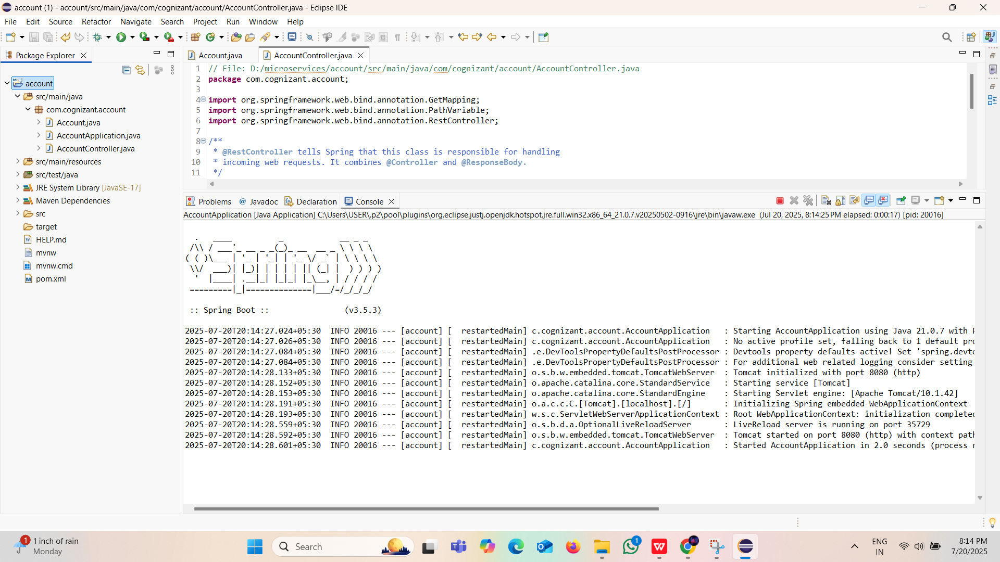 account (1) - account/src/main/java/com/cognizant/account/AccountController.java - Eclipse IDE
File Edit Source Refactor Navigate Search Project Run Window Help
Package Explorer
account
src/main/java
com.cognizant.account
Account.java
AccountApplication.java
AccountController.java
src/main/resources
src/test/java
JRE System Library [JavaSE-17]
Maven Dependencies
src
target
HELP.md
mvnw
mvnw.cmd
pom.xml
Account.java AccountController.java
1 // File: D:/microservices/account/src/main/java/com/cognizant/account/AccountController.java
2 package com.cognizant.account;
3
4 import org.springframework.web.bind.annotation.GetMapping;
5 import org.springframework.web.bind.annotation.PathVariable;
6 import org.springframework.web.bind.annotation.RestController;
7
8 /**
9 * @RestController tells Spring that this class is responsible for handling
10 * incoming web requests. It combines @Controller and @ResponseBody.
11 */
Problems Javadoc Declaration Console
AccountApplication [Java Application] C:\Users\USER\.p2\pool\plugins\org.eclipse.justj.openjdk.hotspot.jre.full.win32.x86_64_21.0.7.v20250502-0916\jre\bin\javaw.exe (Jul 20, 2025, 8:14:25 PM elapsed: 0:00:17) [pid: 20016]
  .   ____          _            __ _ _
 /\\ / ___'_ __ _ _(_)_ __  __ _ \ \ \ \
( ( )\___ | '_ | '_| | '_ \/ _` | \ \ \ \
 \\/  ___)| |_)| | | | | || (_| |  ) ) ) )
  '  |____| .__|_| |_|_| |_\__, | / / / /
 =========|_|==============|___/=/_/_/_/
:: Spring Boot :: (v3.5.3)
2025-07-20T20:14:27.024+05:30 INFO 20016 --- [account] [ restartedMain] c.cognizant.account.AccountApplication : Starting AccountApplication using Java 21.0.7 with
2025-07-20T20:14:27.026+05:30 INFO 20016 --- [account] [ restartedMain] c.cognizant.account.AccountApplication : No active profile set, falling back to 1 default pro
2025-07-20T20:14:27.084+05:30 INFO 20016 --- [account] [ restartedMain] .e.DevToolsPropertyDefaultsPostProcessor : Devtools property defaults active! Set 'spring.devto
2025-07-20T20:14:27.084+05:30 INFO 20016 --- [account] [ restartedMain] .e.DevToolsPropertyDefaultsPostProcessor : For additional web related logging consider setting
2025-07-20T20:14:28.133+05:30 INFO 20016 --- [account] [ restartedMain] o.s.b.w.embedded.tomcat.TomcatWebServer : Tomcat initialized with port 8080 (http)
2025-07-20T20:14:28.152+05:30 INFO 20016 --- [account] [ restartedMain] o.apache.catalina.core.StandardService : Starting service [Tomcat]
2025-07-20T20:14:28.153+05:30 INFO 20016 --- [account] [ restartedMain] o.apache.catalina.core.StandardEngine : Starting Servlet engine: [Apache Tomcat/10.1.42]
2025-07-20T20:14:28.191+05:30 INFO 20016 --- [account] [ restartedMain] o.a.c.c.C.[Tomcat].[localhost].[/] : Initializing Spring embedded WebApplicationContext
2025-07-20T20:14:28.193+05:30 INFO 20016 --- [account] [ restartedMain] w.s.c.ServletWebServerApplicationContext : Root WebApplicationContext: initialization completed
2025-07-20T20:14:28.559+05:30 INFO 20016 --- [account] [ restartedMain] o.s.b.d.a.OptionalLiveReloadServer : LiveReload server is running on port 35729
2025-07-20T20:14:28.592+05:30 INFO 20016 --- [account] [ restartedMain] o.s.b.w.embedded.tomcat.TomcatWebServer : Tomcat started on port 8080 (http) with context path
2025-07-20T20:14:28.601+05:30 INFO 20016 --- [account] [ restartedMain] c.cognizant.account.AccountApplication : Started AccountApplication in 2.0 seconds (process
1
1 inch of rain
Monday
Search
1
ENG
IN
8:14 PM
7/20/2025